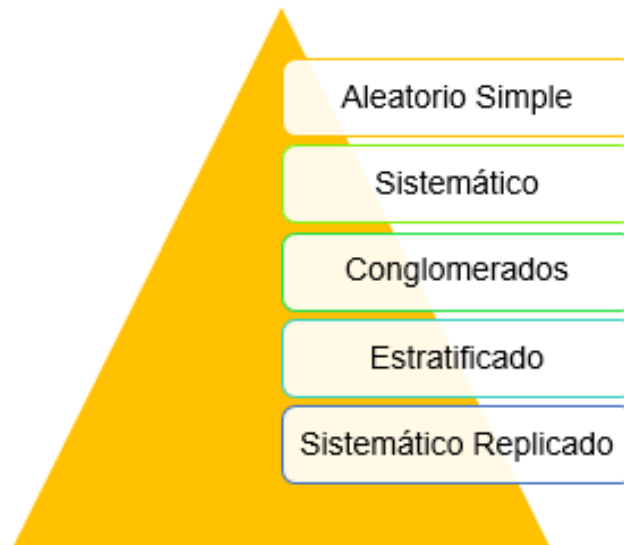 Aleatorio Simple
Sistemático
Conglomerados
Estratificado
Sistemático Replicado